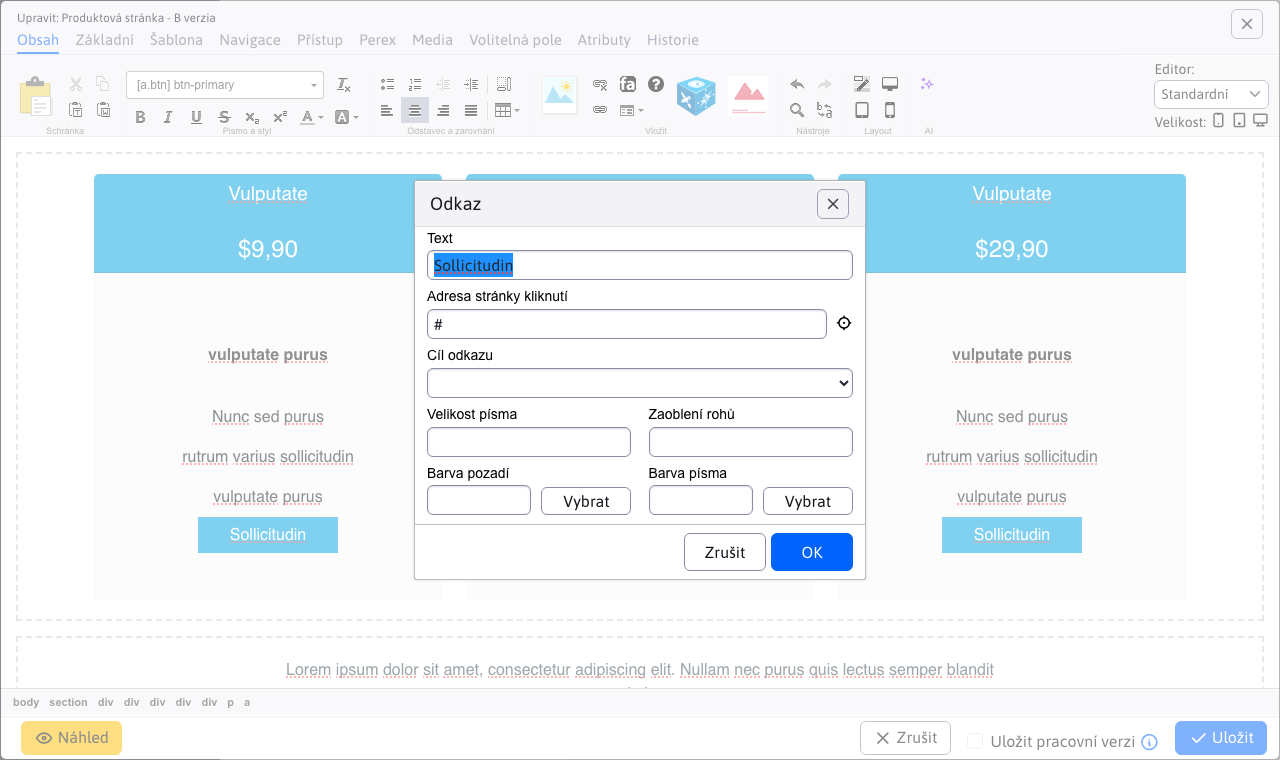 Upravit: Produktová stránka - B verzia
Obsah Základní Šablona Navigace Přístup Perex Media Volitelná pole Atributy Historie
[a.btn] btn-primary
Schránka Písmo a styl Odstavec a zarovnání Vložit Nástroje Layout AI
Editor:
Standardní
Velikost:
Vulputate
$9,90
vulputate purus
Nunc sed purus
rutrum varius sollicitudin
vulputate purus
Sollicitudin
Odkaz
Text
Sollicitudin
Adresa stránky kliknutí
#
Cíl odkazu
Velikost písma Zaoblení rohů
Barva pozadí Barva písma
Vybrat Vybrat
Zrušit OK
Vulputate
$29,90
vulputate purus
Nunc sed purus
rutrum varius sollicitudin
vulputate purus
Sollicitudin
Lorem ipsum dolor sit amet, consectetur adipiscing elit. Nullam nec purus quis lectus semper blandit
body section div div div div div p a
Náhled Zrušit Uložit pracovní verzi Uložit